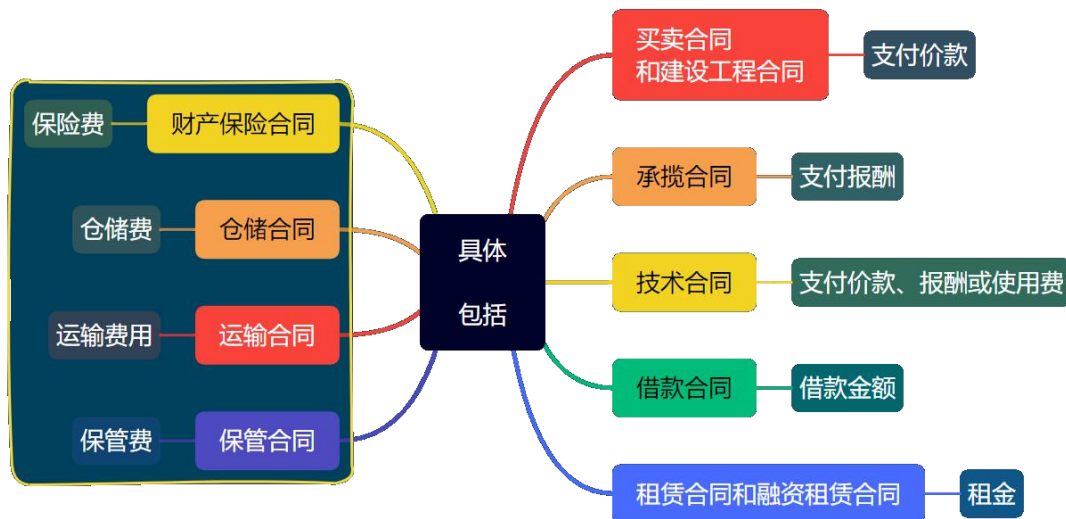 具体
包括
买卖合同
和建设工程合同
支付价款
承揽合同
支付报酬
技术合同
支付价款、报酬或使用费
借款合同
借款金额
租赁合同和融资租赁合同
租金
保险费
财产保险合同
仓储费
仓储合同
运输费用
运输合同
保管费
保管合同